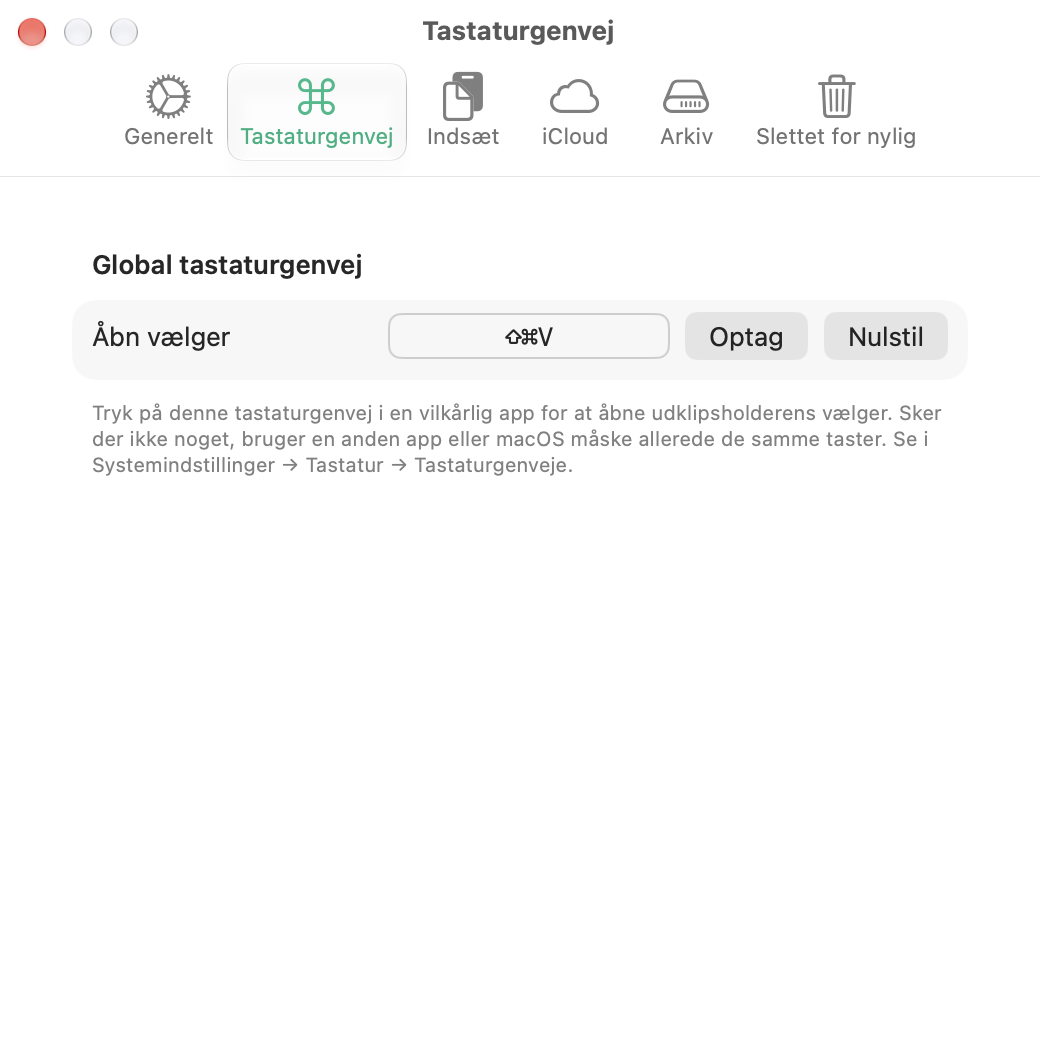 Tastaturgenvej
Generelt
Tastaturgenvej
Indsæt
iCloud
Arkiv
Slettet for nylig
Global tastaturgenvej
Åbn vælger
⇧⌘V
Optag
Nulstil
Tryk på denne tastaturgenvej i en vilkårlig app for at åbne udklipsholderens vælger. Sker
der ikke noget, bruger en anden app eller macOS måske allerede de samme taster. Se i
Systemindstillinger → Tastatur → Tastaturgenveje.